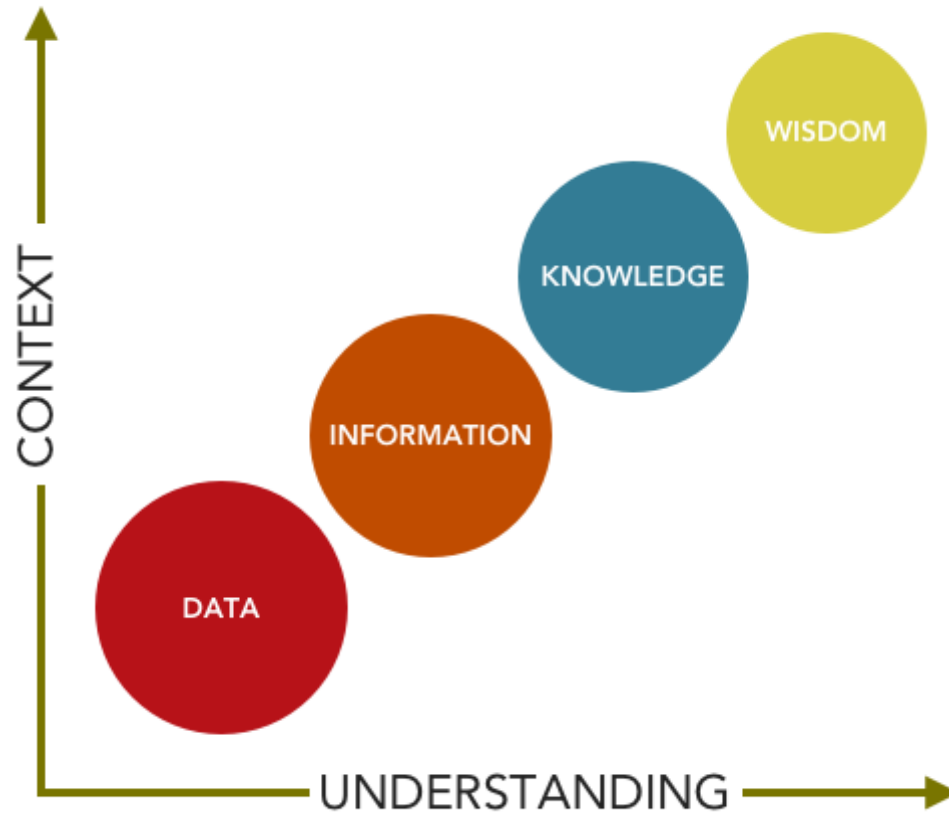 WISDOM
KNOWLEDGE
CONTEXT
INFORMATION
DATA
UNDERSTANDING